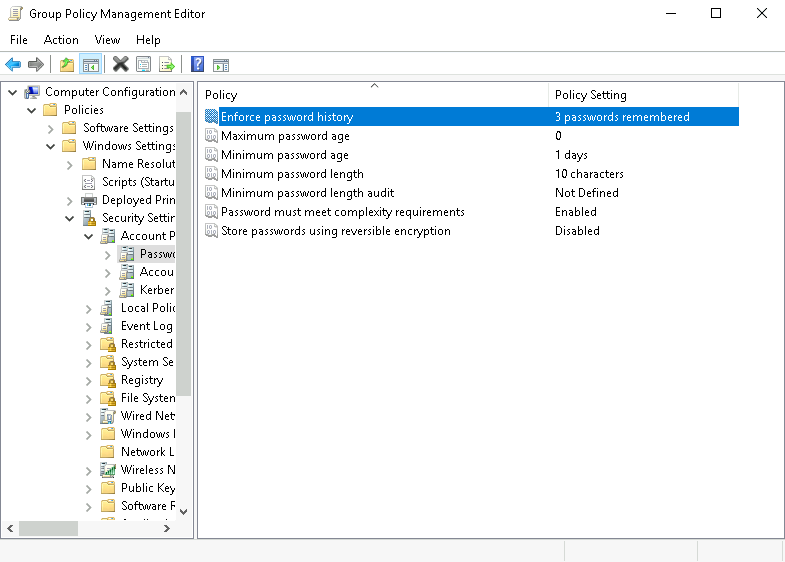 Group Policy Management Editor
File Action View Help
Computer Configuration
Policies
Software Settings
Windows Settings
Name Resolut
Scripts (Startu
Deployed Prin
Security Settin
Account P
Passwo
Accou
Kerber
Local Polic
Event Log
Restricted
System Se
Registry
File System
Wired Net
Windows
Network L
Wireless N
Public Key
Software R
Policy Policy Setting
Enforce password history 3 passwords remembered
Maximum password age 0
Minimum password age 1 days
Minimum password length 10 characters
Minimum password length audit Not Defined
Password must meet complexity requirements Enabled
Store passwords using reversible encryption Disabled